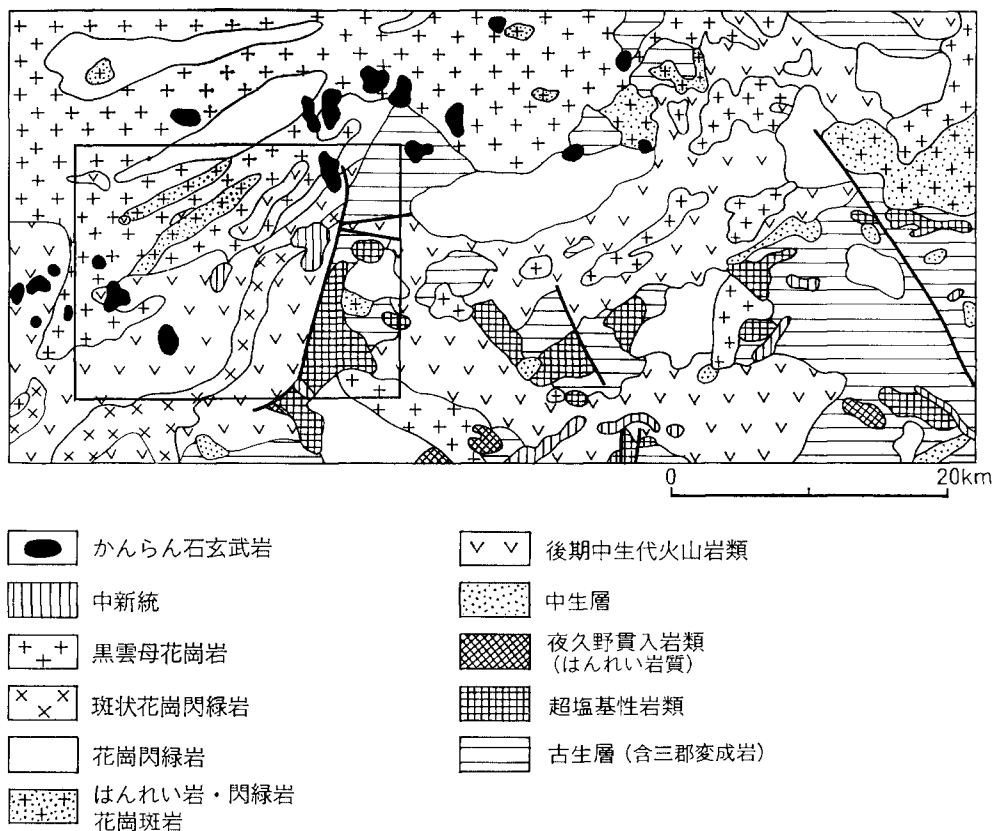 0 20km
かんらん石玄武岩
中新統
黒雲母花崗岩
斑状花崗閃緑岩
花崗閃緑岩
はんれい岩・閃緑岩
花崗斑岩
後期中生代火山岩類
中生層
夜久野貫入岩類
(はんれい岩質)
超塩基性岩類
古生層(含三郡変成岩)